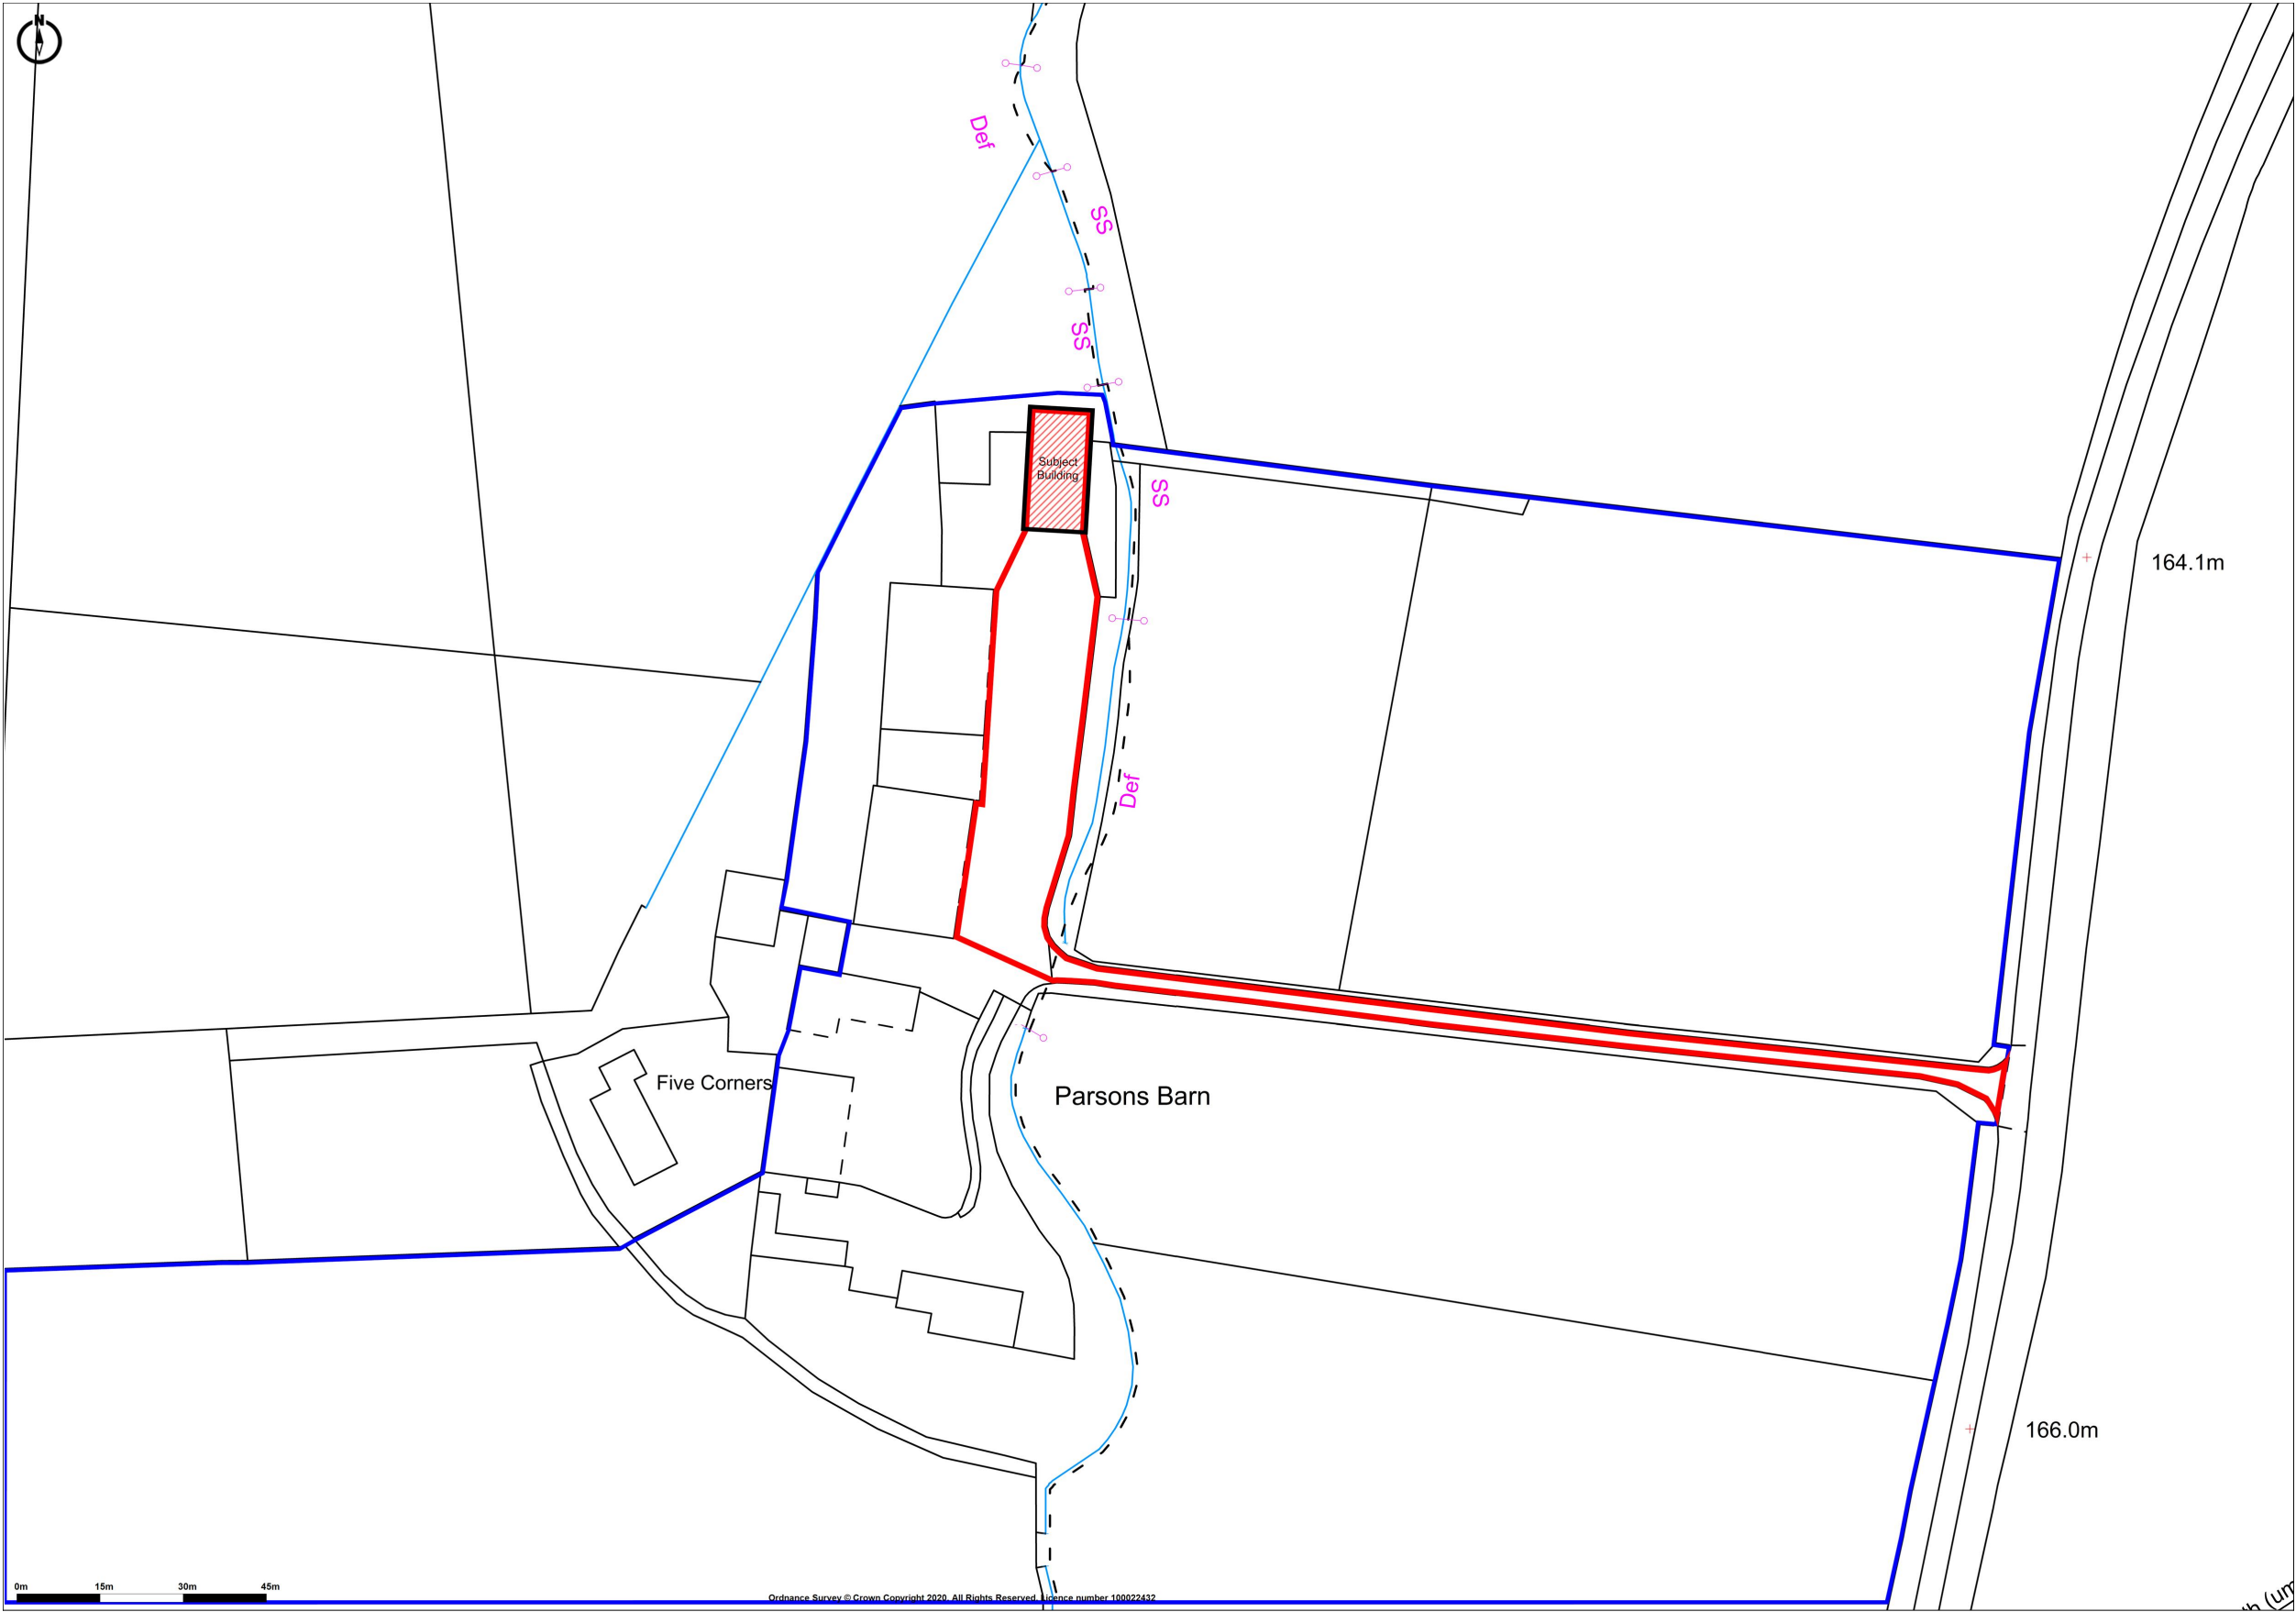 N
Def
SS
SS
Subject
Building
SS
164.1m
Def
Five Corners
Parsons Barn
166.0m
0m 15m 30m 45m
Ordnance Survey © Crown Copyright 2020. All Rights Reserved. Licence number 100022432